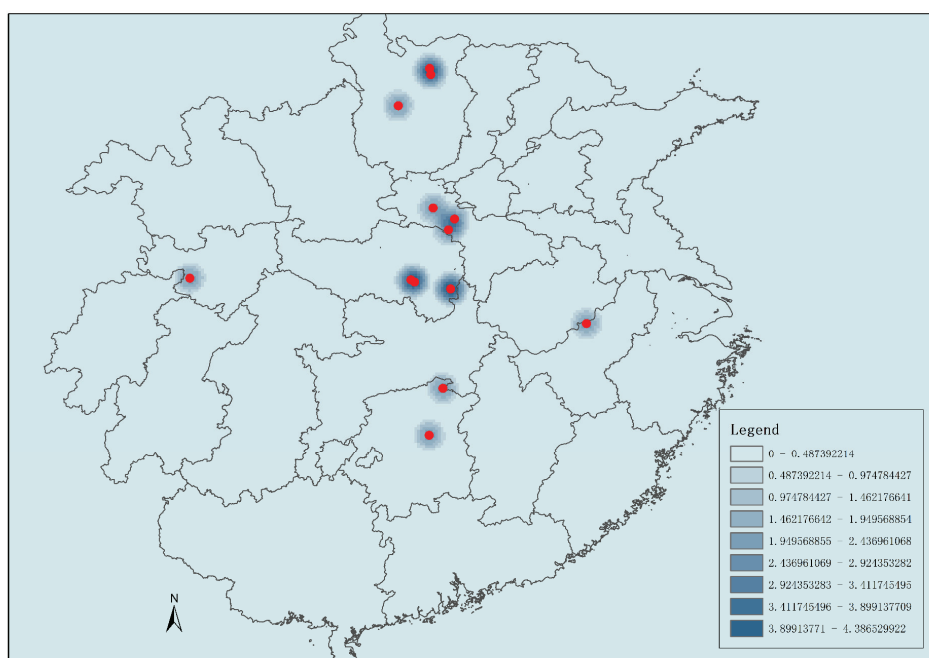 Legend
0 - 0.487392214
0.487392214 - 0.974784427
0.974784427 - 1.462176641
1.462176642 - 1.949568854
1.949568855 - 2.436961068
2.436961069 - 2.924353282
2.924353283 - 3.411745495
3.411745496 - 3.899137709
3.89913771 - 4.386529922
N